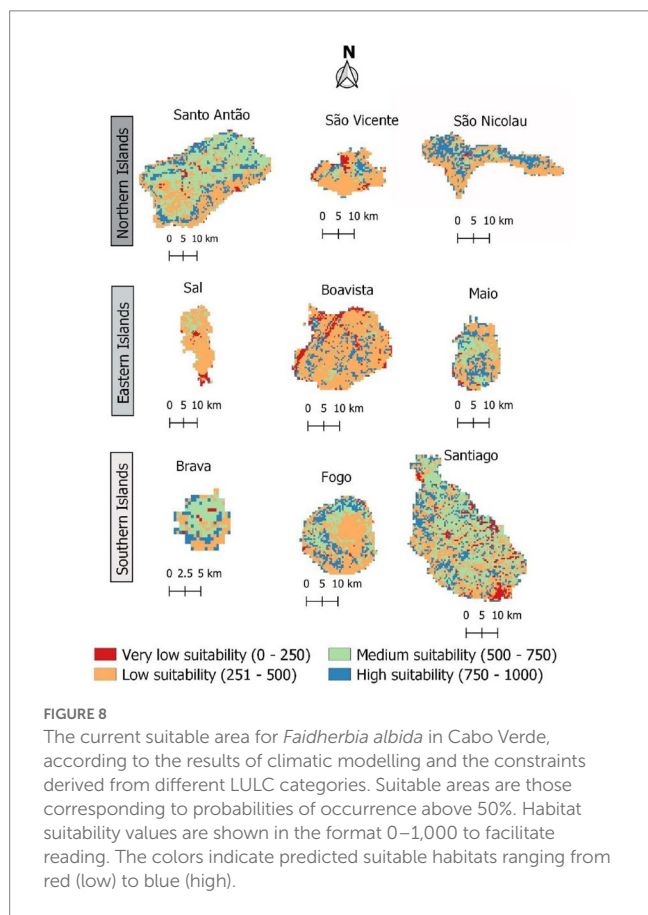 N
Northern Islands
Santo Antão
São Vicente
São Nicolau
0 5 10 km
0 5 10 km
0 5 10 km
Eastern Islands
Sal
Boavista
Maio
0 5 10 km
0 5 10 km
0 5 10 km
Southern Islands
Brava
Fogo
Santiago
0 2.5 5 km
0 5 10 km
0 5 10 km
Very low suitability (0 - 250)
Medium suitability (500 - 750)
Low suitability (251 - 500)
High suitability (750 - 1000)
FIGURE 8
The current suitable area for Faidherbia albida in Cabo Verde,
according to the results of climatic modelling and the constraints
derived from different LULC categories. Suitable areas are those
corresponding to probabilities of occurrence above 50%. Habitat
suitability values are shown in the format 0–1,000 to facilitate
reading. The colors indicate predicted suitable habitats ranging from
red (low) to blue (high).